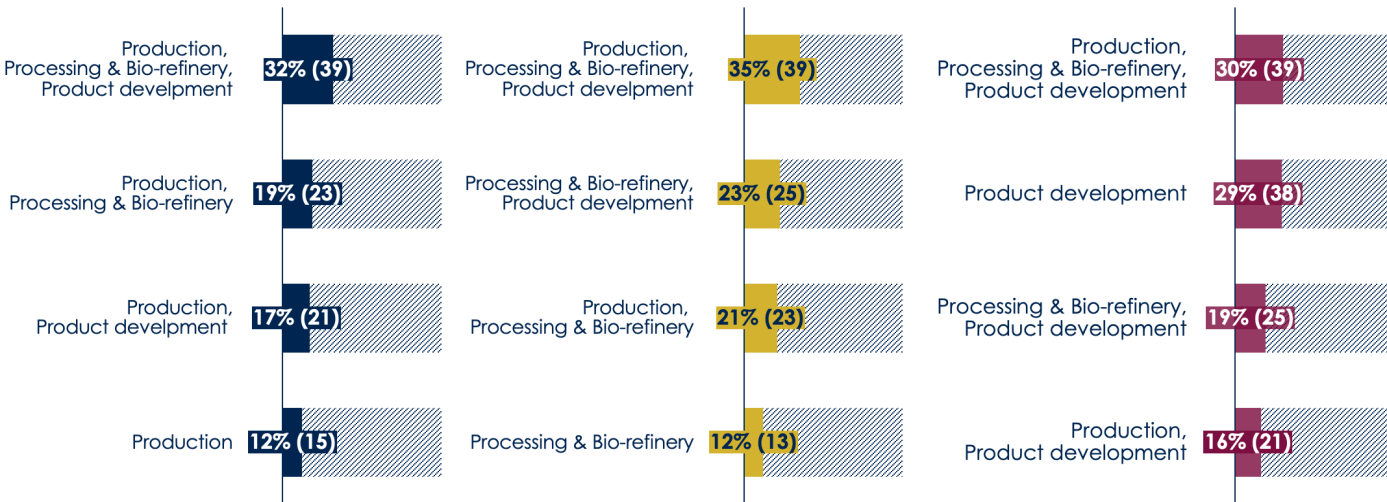 Production,
Processing & Bio-refinery,
Product develpment
32% (39)
Production,
Processing & Bio-refinery
19% (23)
Production,
Product develpment
17% (21)
Production
12% (15)
Production,
Processing & Bio-refinery,
Product develpment
35% (39)
Processing & Bio-refinery,
Product develpment
23% (25)
Production,
Processing & Bio-refinery
21% (23)
Processing & Bio-refinery
12% (13)
Production,
Processing & Bio-refinery,
Product development
30% (39)
Product development
29% (38)
Processing & Bio-refinery,
Product development
19% (25)
Production,
Product development
16% (21)